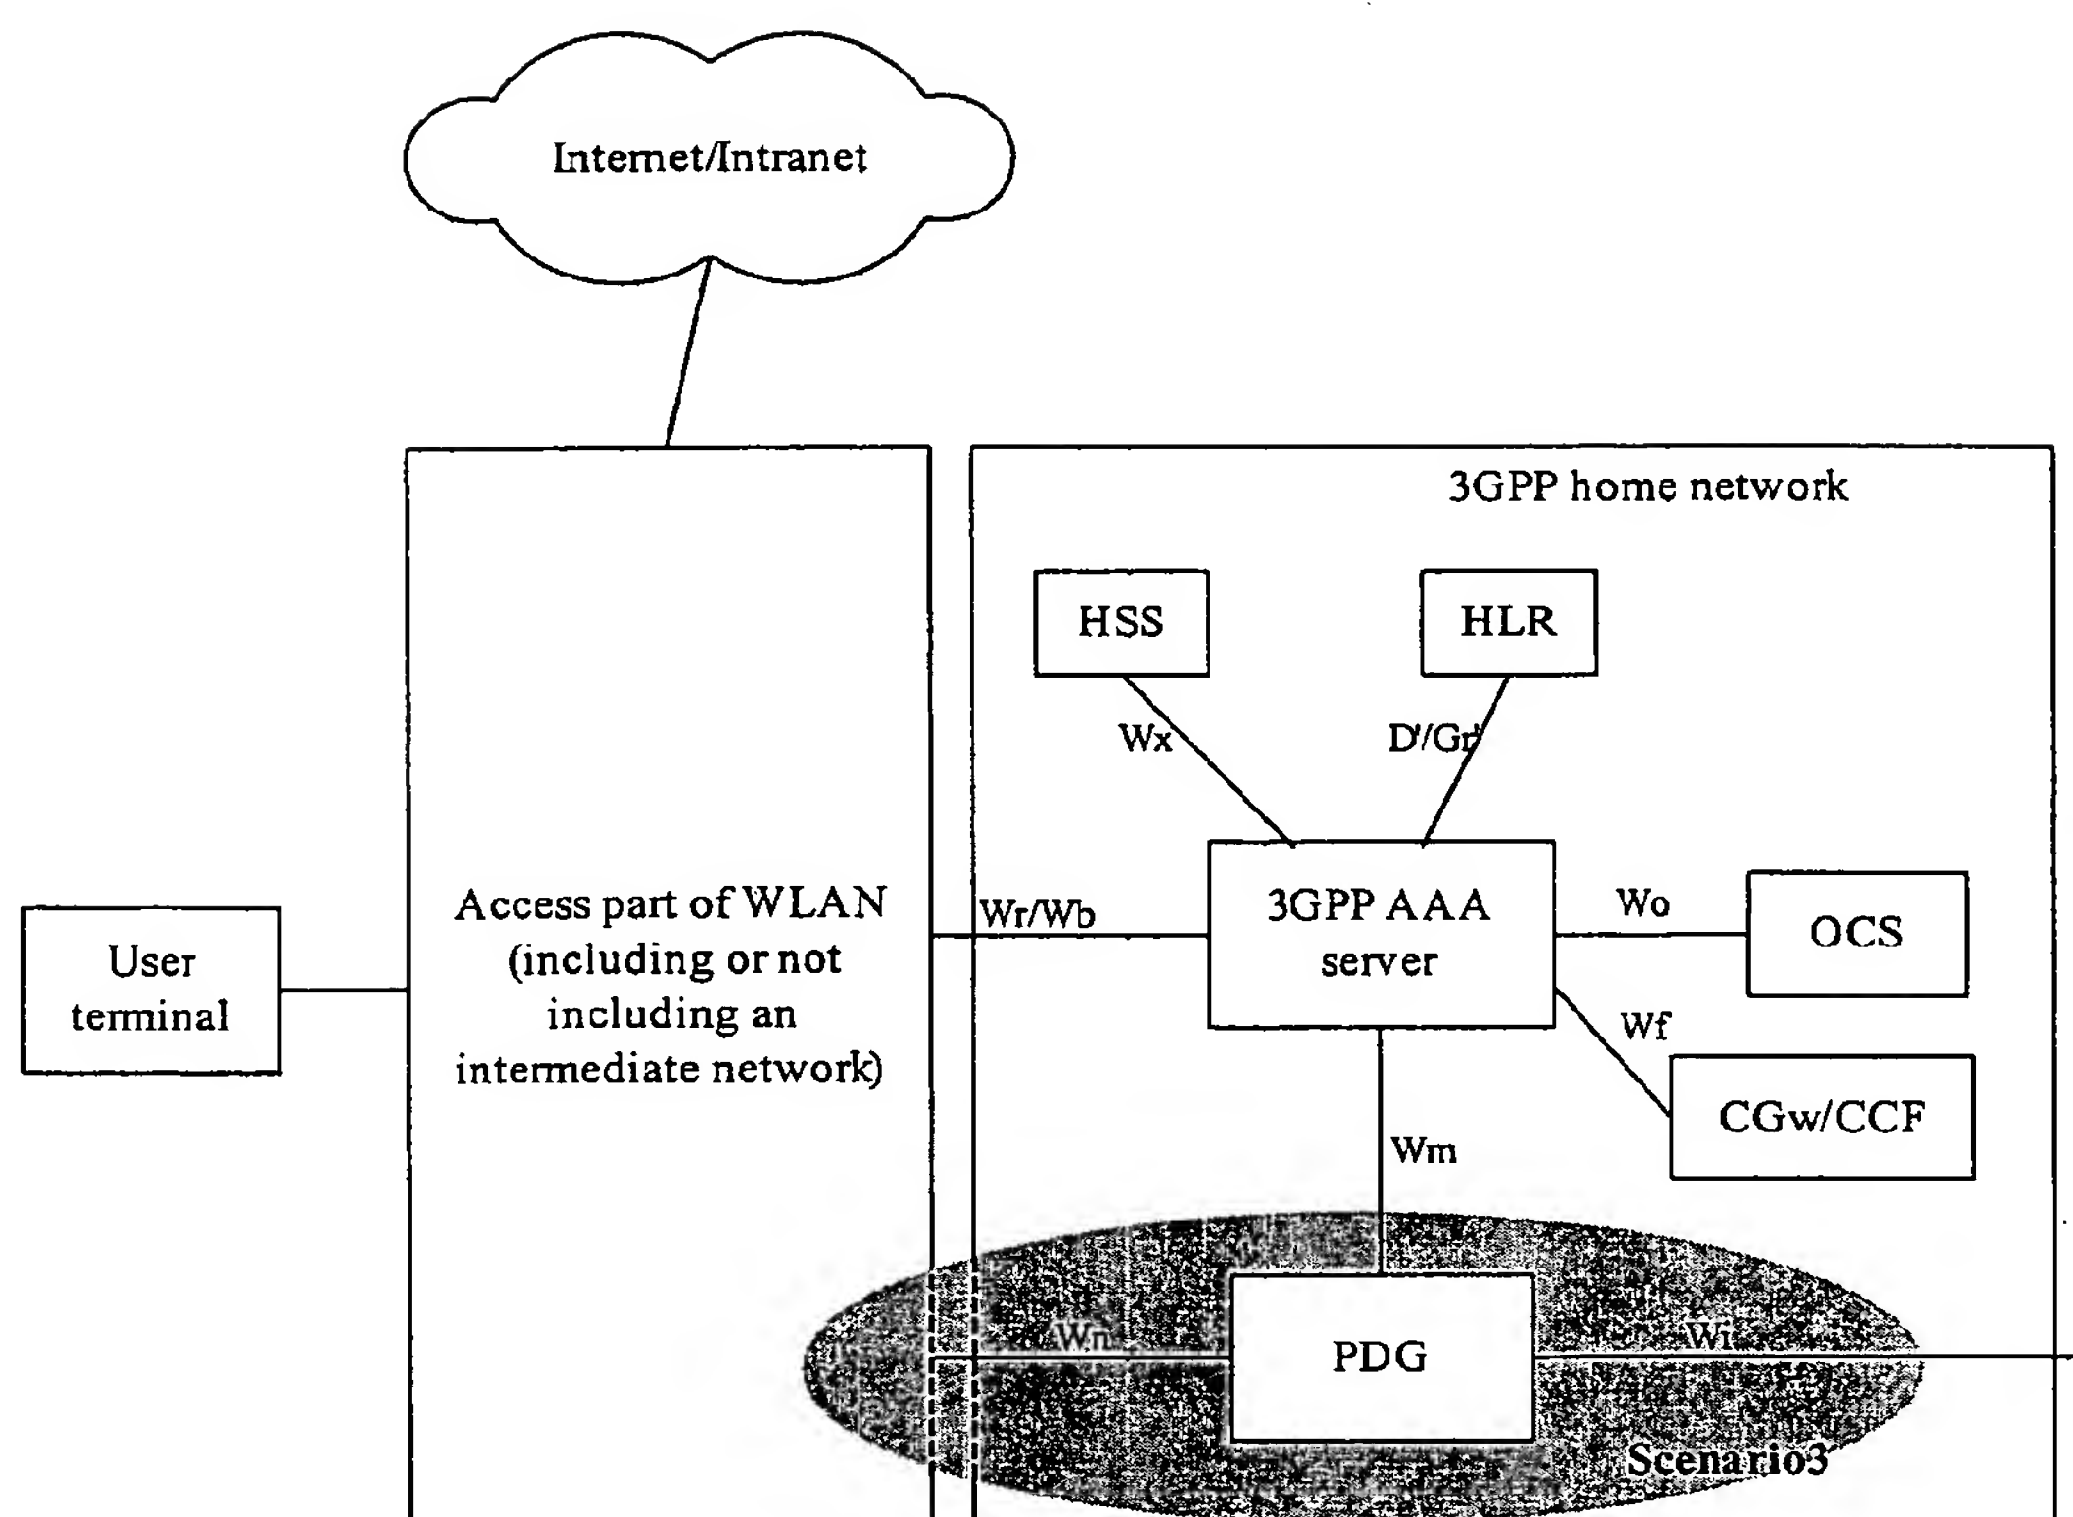 Internet/Intranet
3GPP home network
HSS
HLR
Wx
D'/Gr'
User
terminal
Access part of WLAN
(including or not
including an
intermediate network)
Wr/Wb
3GPP AAA
server
Wo
OCS
Wf
CGw/CCF
Wm
Wn
PDG
Wi
Scenario3